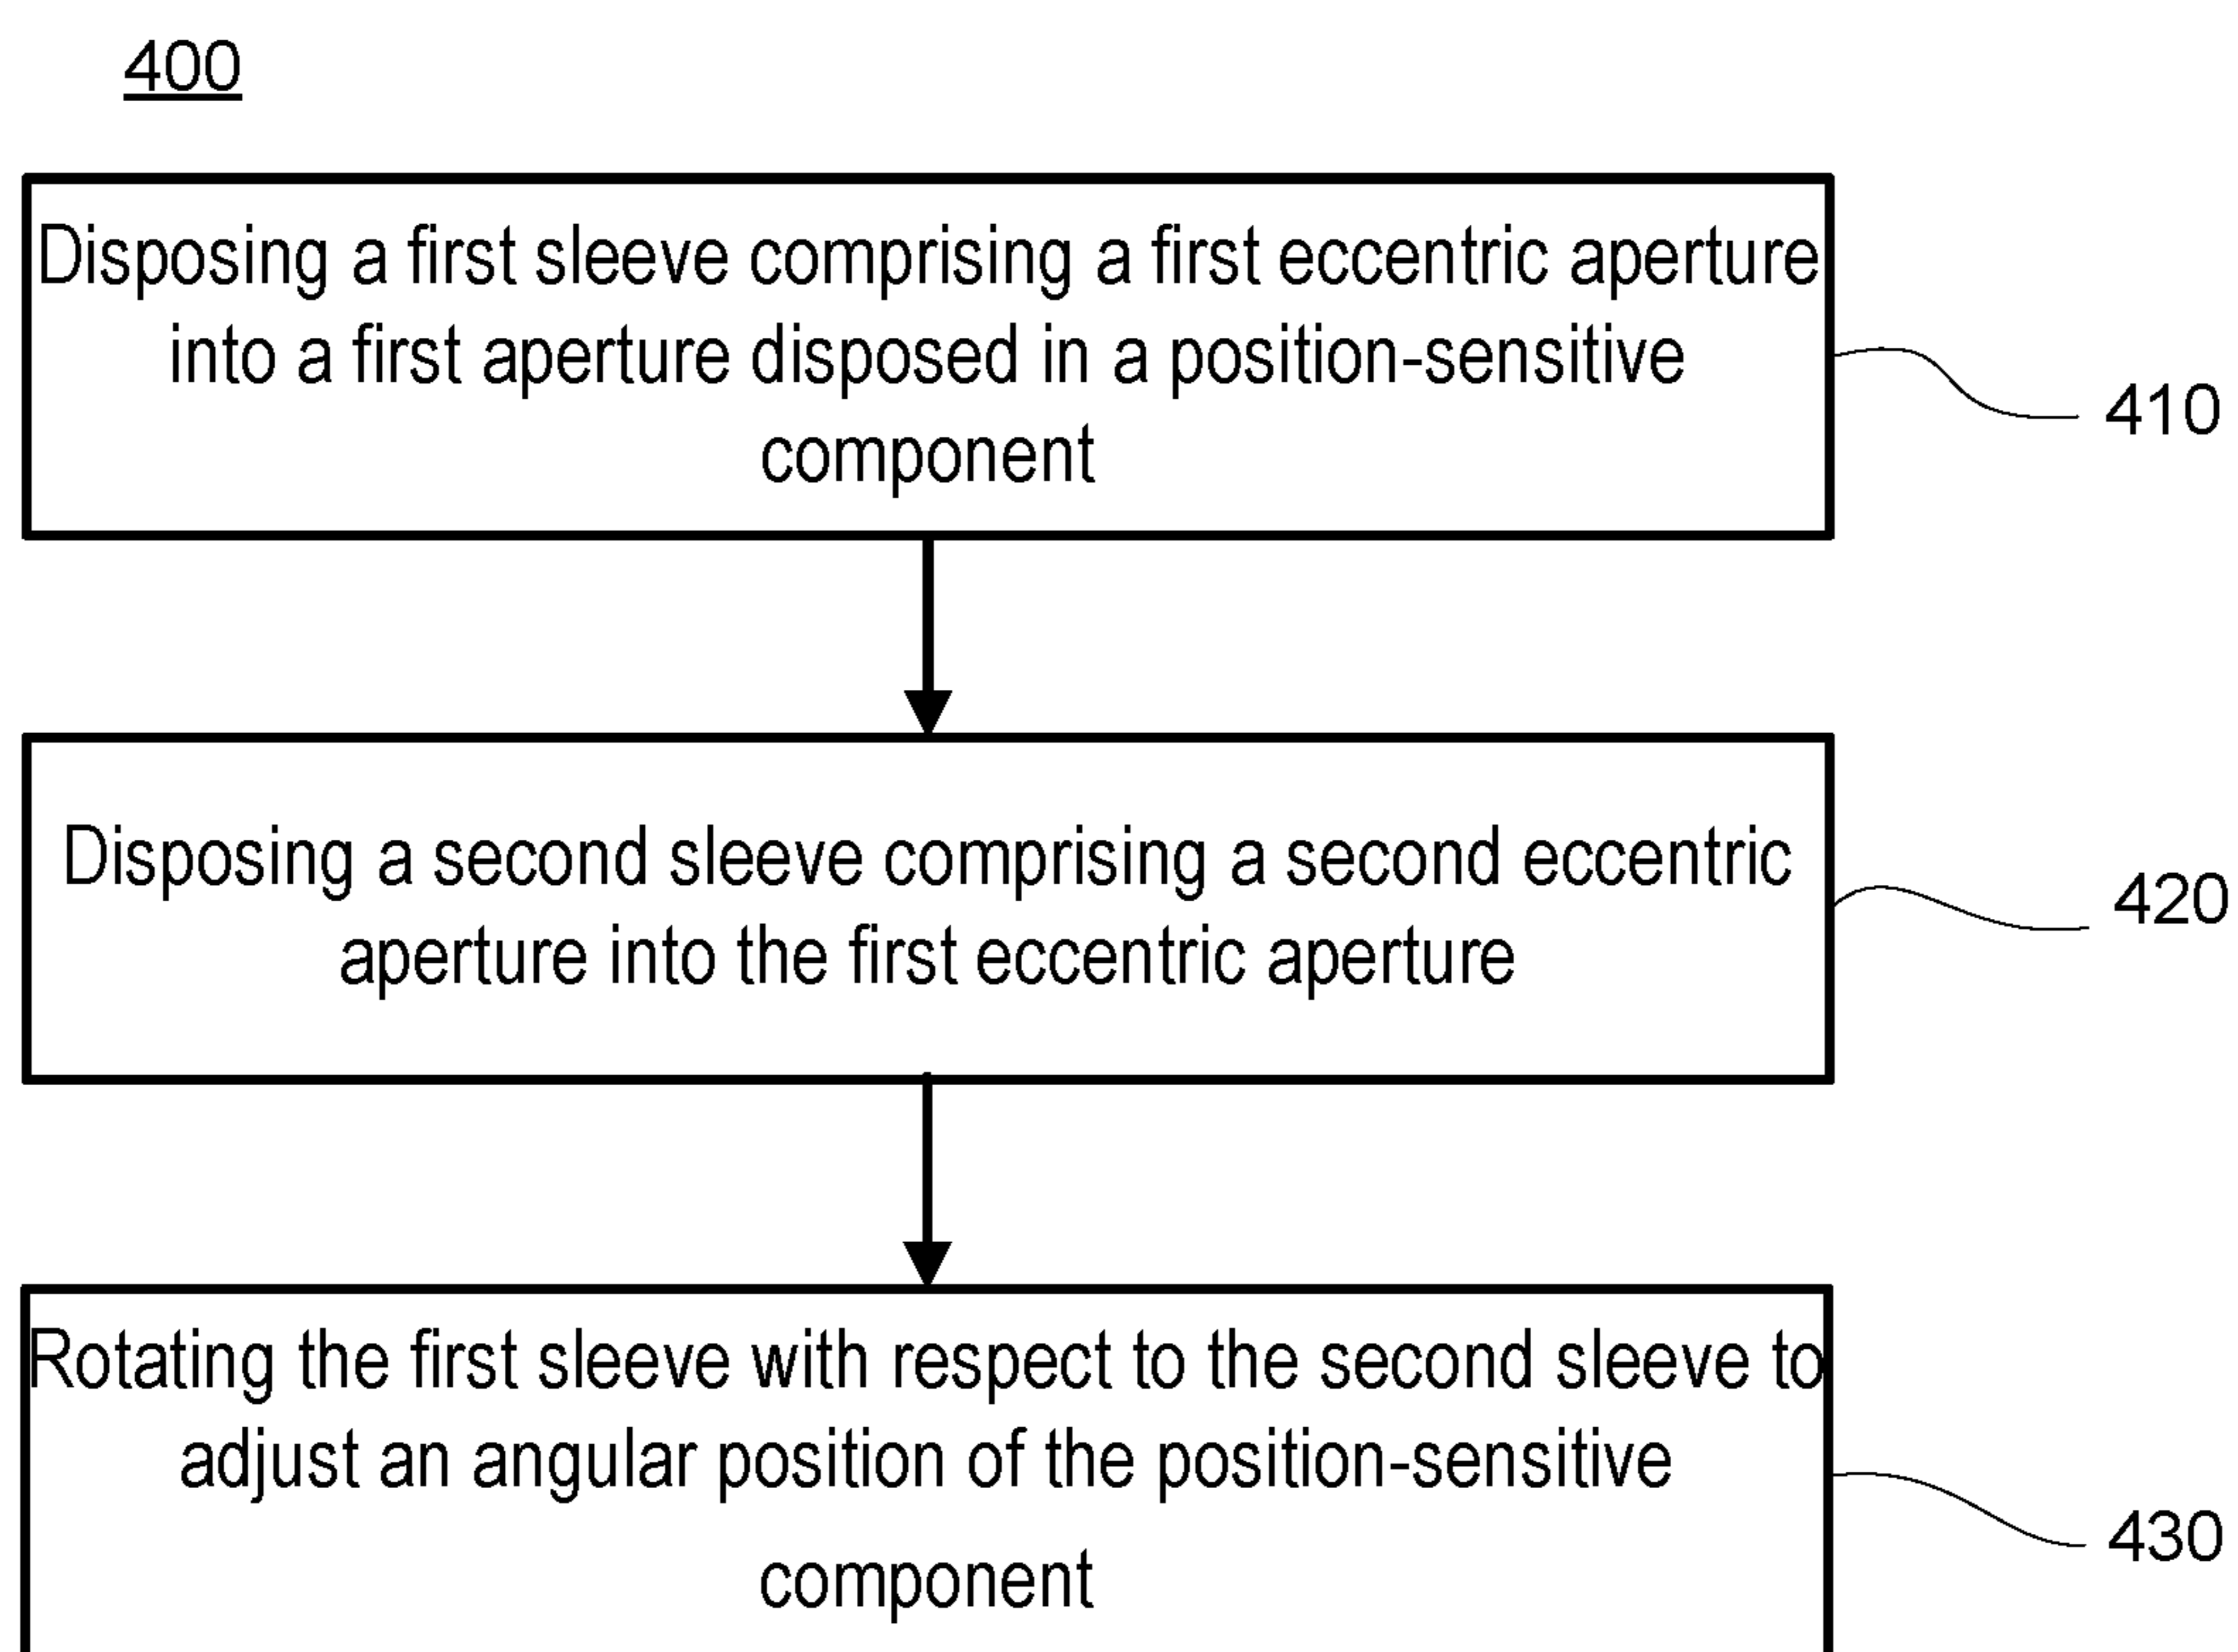 400
Disposing a first sleeve comprising a first eccentric aperture
into a first aperture disposed in a position-sensitive
component
410
Disposing a second sleeve comprising a second eccentric
aperture into the first eccentric aperture
420
Rotating the first sleeve with respect to the second sleeve to
adjust an angular position of the position-sensitive
component
430